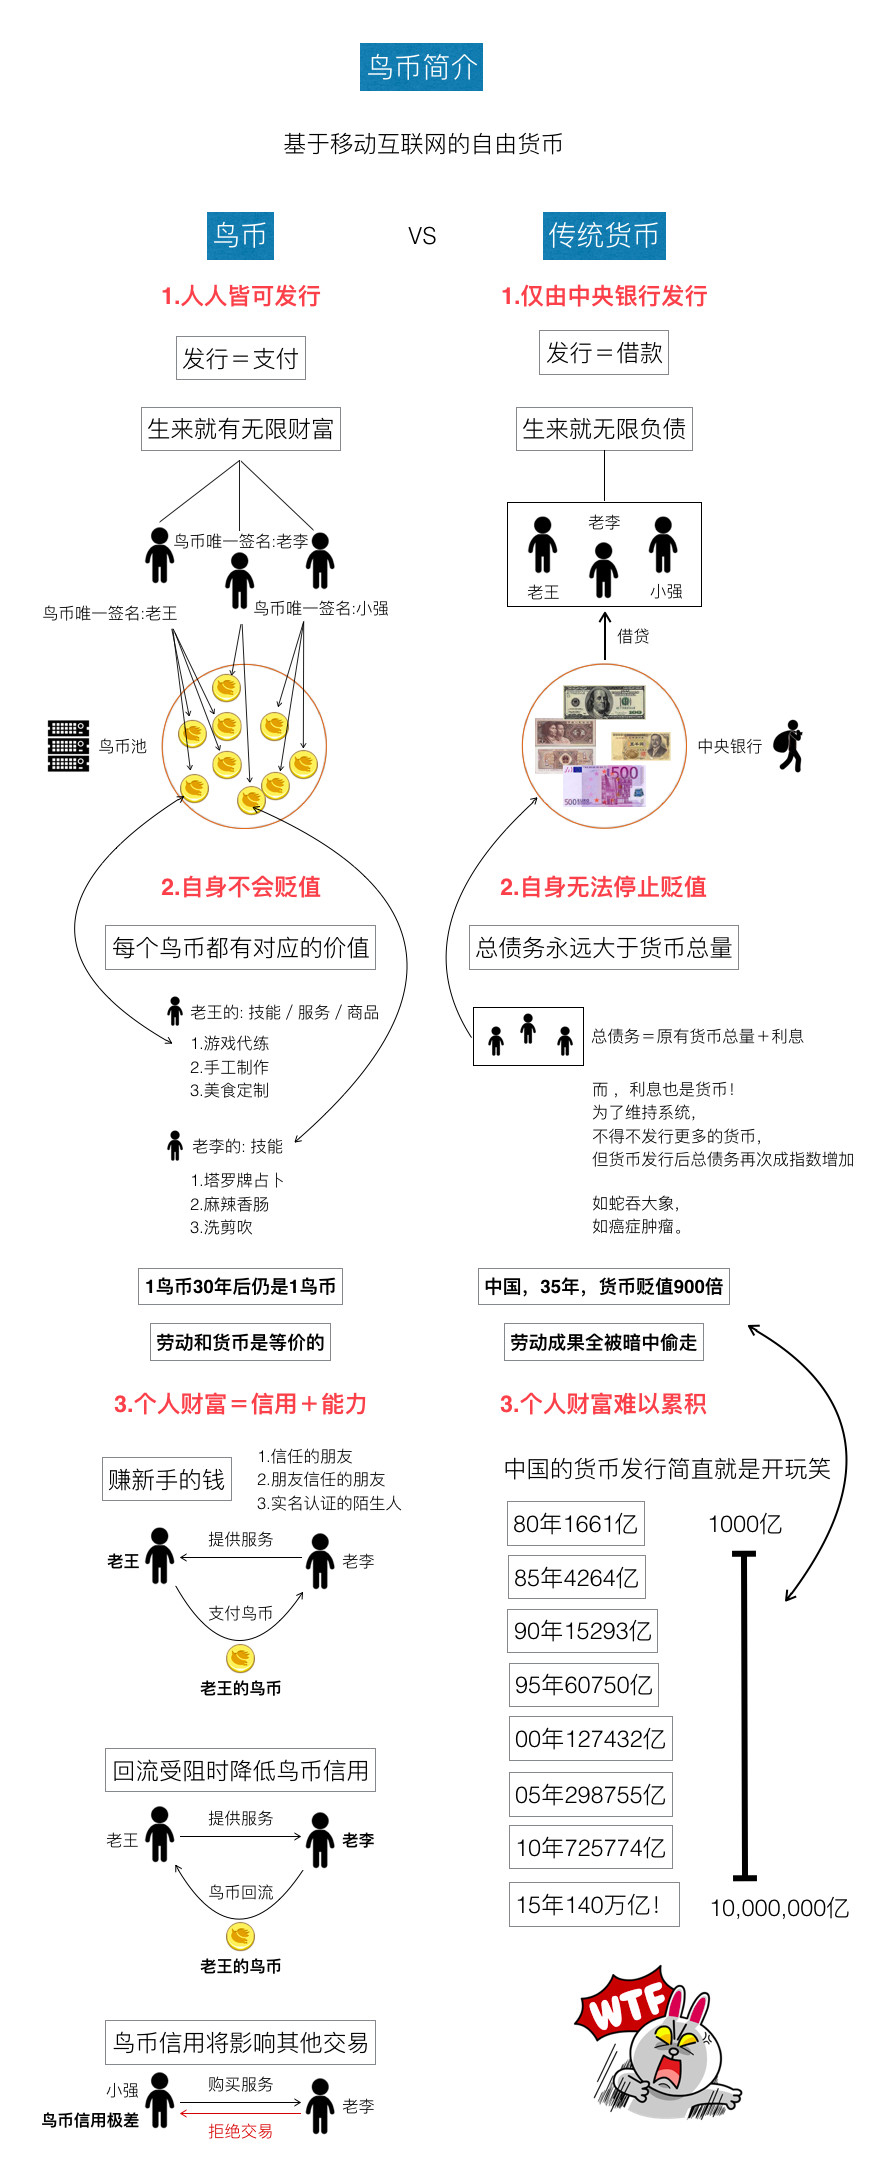 鸟币简介
基于移动互联网的自由货币
鸟币
VS
传统货币
1.人人皆可发行
发行＝支付
生来就有无限财富
鸟币唯一签名:老李
鸟币唯一签名:老王
鸟币唯一签名:小强
鸟币池
2.自身不会贬值
每个鸟币都有对应的价值
老王的: 技能 / 服务 / 商品
1.游戏代练
2.手工制作
3.美食定制
老李的: 技能
1.塔罗牌占卜
2.麻辣香肠
3.洗剪吹
1鸟币30年后仍是1鸟币
劳动和货币是等价的
3.个人财富＝信用＋能力
赚新手的钱
1.信任的朋友
2.朋友信任的朋友
3.实名认证的陌生人
提供服务
老王
老李
支付鸟币
老王的鸟币
回流受阻时降低鸟币信用
提供服务
老王
老李
鸟币回流
老王的鸟币
鸟币信用将影响其他交易
小强
购买服务
老李
鸟币信用极差
拒绝交易
1.仅由中央银行发行
发行＝借款
生来就无限负债
老李
老王
小强
借贷
100
500
500
中央银行
2.自身无法停止贬值
总债务永远大于货币总量
总债务＝原有货币总量＋利息
而 ，利息也是货币！
为了维持系统，
不得不发行更多的货币，
但货币发行后总债务再次成指数增加
如蛇吞大象，
如癌症肿瘤。
中国，35年，货币贬值900倍
劳动成果全被暗中偷走
3.个人财富难以累积
中国的货币发行简直就是开玩笑
80年1661亿
1000亿
85年4264亿
90年15293亿
95年60750亿
00年127432亿
05年298755亿
10年725774亿
15年140万亿！
10,000,000亿
WTF